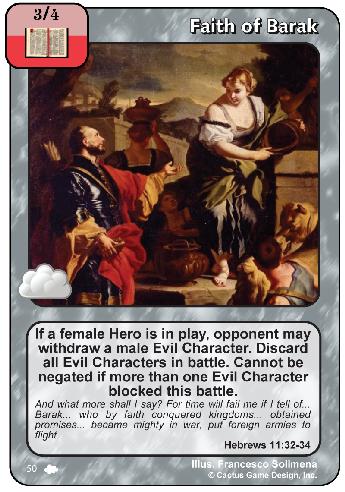 3/4
Faith of Barak
If a female Hero is in play, opponent may
withdraw a male Evil Character. Discard
all Evil Characters in battle. Cannot be
negated if more than one Evil Character
blocked this battle.
And what more shall I say? For time will fail me if I tell of...
Barak... who by faith conquered kingdoms... obtained
promises... became mighty in war, put foreign armies to
flight
Hebrews 11:32-34
Illus. Francesco Solimena
50
© Cactus Game Design, Inc.